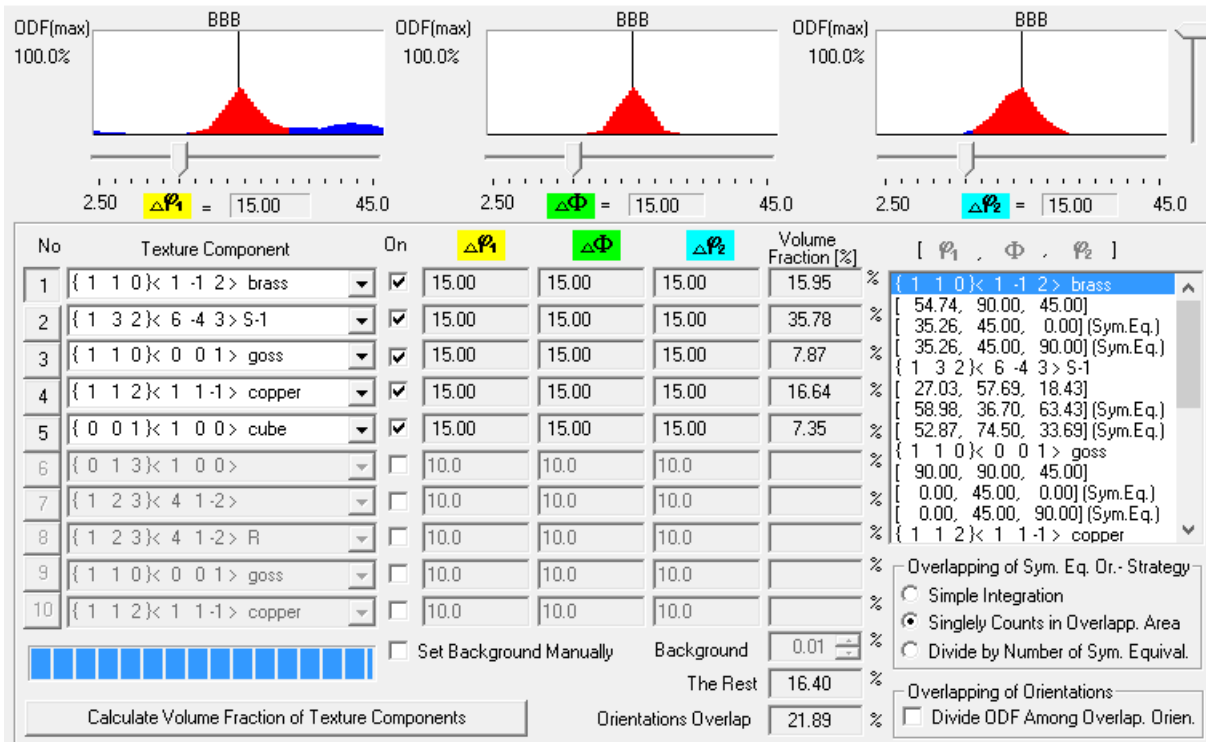 BBB BBB BBB
ODF(max) ODF(max) ODF(max)
100.0% 100.0% 100.0%
2.50 △φ1 = 15.00 45.0 2.50 △Φ = 15.00 45.0 2.50 △φ2 = 15.00 45.0
No Texture Component On △φ1 △Φ △φ2 Volume Fraction [%]
1 { 1 1 0}< 1 -1 2> brass 15.00 15.00 15.00 15.95 %
2 { 1 3 2}< 6 -4 3> S-1 15.00 15.00 15.00 35.78 %
3 { 1 1 0}< 0 0 1> goss 15.00 15.00 15.00 7.87 %
4 { 1 1 2}< 1 1 -1> copper 15.00 15.00 15.00 16.64 %
5 { 0 0 1}< 1 0 0> cube 15.00 15.00 15.00 7.35 %
6 { 0 1 3}< 1 0 0> 10.0 10.0 10.0 %
7 { 1 2 3}< 4 1 -2> 10.0 10.0 10.0 %
8 { 1 2 3}< 4 1 -2> R 10.0 10.0 10.0 %
9 { 1 1 0}< 0 0 1> goss 10.0 10.0 10.0 %
10 { 1 1 2}< 1 1 -1> copper 10.0 10.0 10.0 %
Set Background Manually Background 0.01 %
The Rest 16.40 %
Calculate Volume Fraction of Texture Components Orientations Overlap 21.89 %
[ φ1 , Φ , φ2 ]
{ 1 1 0}< 1 -1 2> brass
[ 54.74, 90.00, 45.00]
[ 35.26, 45.00, 0.00] (Sym.Eq.)
[ 35.26, 45.00, 90.00] (Sym.Eq.)
{ 1 3 2}< 6 -4 3> S-1
[ 27.03, 57.69, 18.43]
[ 58.98, 36.70, 63.43] (Sym.Eq.)
[ 52.87, 74.50, 33.69] (Sym.Eq.)
{ 1 1 0}< 0 0 1> goss
[ 90.00, 90.00, 45.00]
[ 0.00, 45.00, 0.00] (Sym.Eq.)
[ 0.00, 45.00, 90.00] (Sym.Eq.)
{ 1 1 2}< 1 1 -1> copper
Overlapping of Sym. Eq. Or.- Strategy
Simple Integration
Singlely Counts in Overlapp. Area
Divide by Number of Sym. Equival.
Overlapping of Orientations
Divide ODF Among Overlap. Orien.